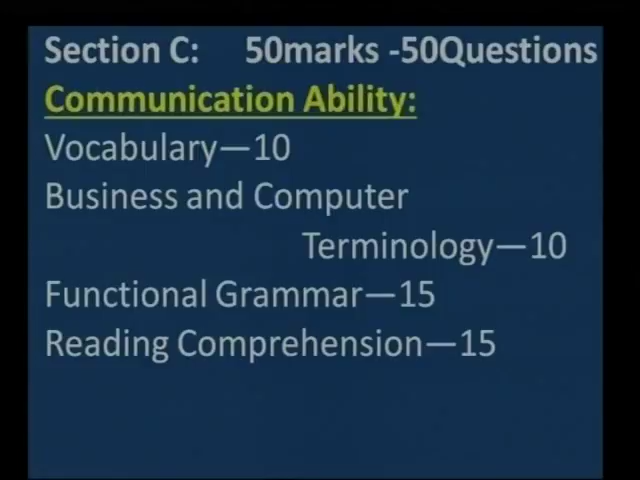 Section C: 50marks -50Questions
Communication Ability:
Vocabulary—10
Business and Computer
Terminology—10
Functional Grammar—15
Reading Comprehension—15